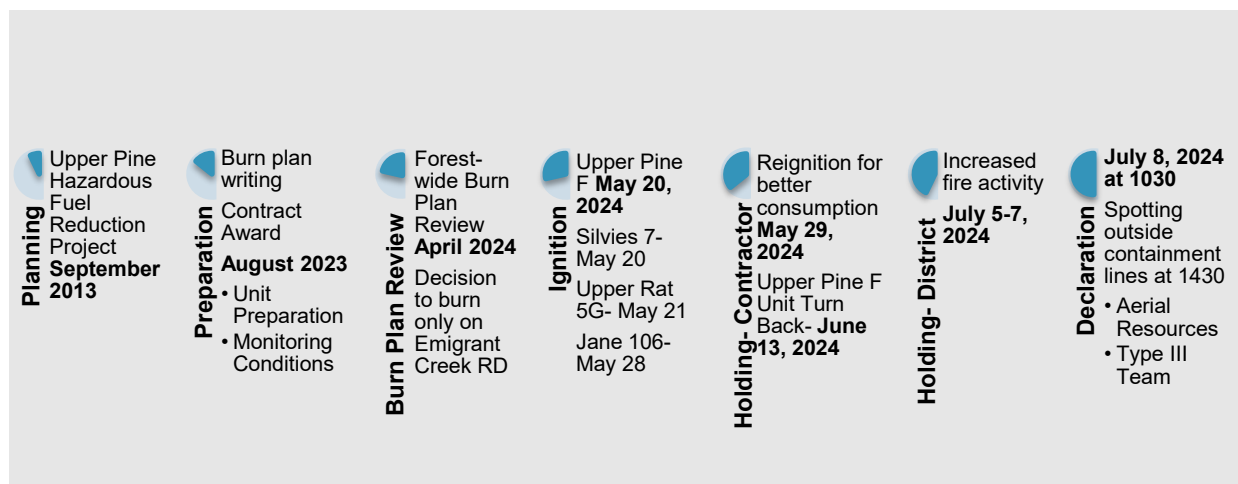 Planning
Upper Pine
Hazardous
Fuel
Reduction
Project
September
2013
Preparation
Burn plan
writing
Contract
Award
August 2023
• Unit
Preparation
• Monitoring
Conditions
Burn Plan Review
Forest-
wide Burn
Plan
Review
April 2024
Decision
to burn
only on
Emigrant
Creek RD
Ignition
Upper Pine
F May 20,
2024
Silvies 7-
May 20
Upper Rat
5G- May 21
Jane 106-
May 28
Holding- Contractor
Reignition for
better
consumption
May 29,
2024
Upper Pine F
Unit Turn
Back- June
13, 2024
Holding- District
Increased
fire activity
July 5-7,
2024
Declaration
July 8, 2024
at 1030
Spotting
outside
containment
lines at 1430
• Aerial
Resources
• Type III
Team